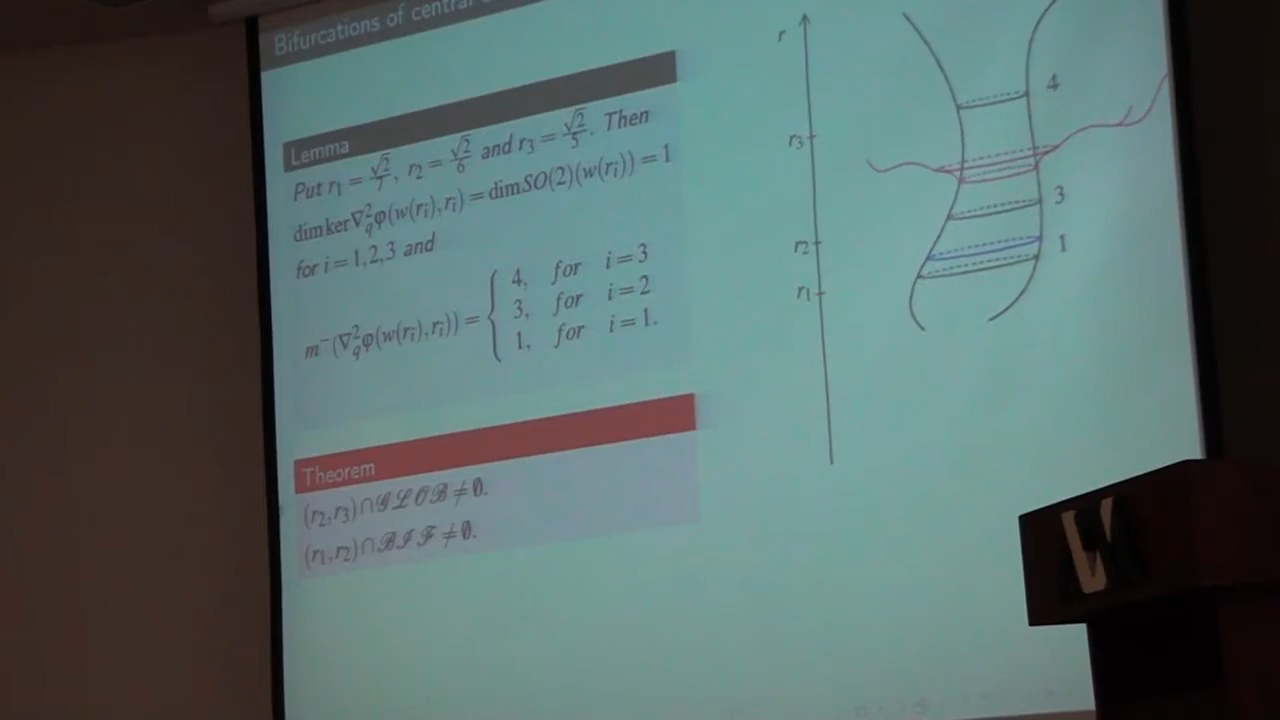 Bifurcations of central
Lemma
Put r₁ = √2/7, r₂ = √2/6 and r₃ = √2/5. Then
dim ker ∇²_q φ(w(rᵢ), rᵢ) = dim SO(2)(w(rᵢ)) = 1
for i = 1, 2, 3 and
m⁻(∇²_q φ(w(rᵢ), rᵢ)) = { 4, for i = 3
3, for i = 2
1, for i = 1.
Theorem
(r₂, r₃) ∩ 𝒢ℒ𝒪ℬ ≠ ∅.
(r₁, r₂) ∩ ℬℐℱ ≠ ∅.
r
r₃
r₂
r₁
4
3
1